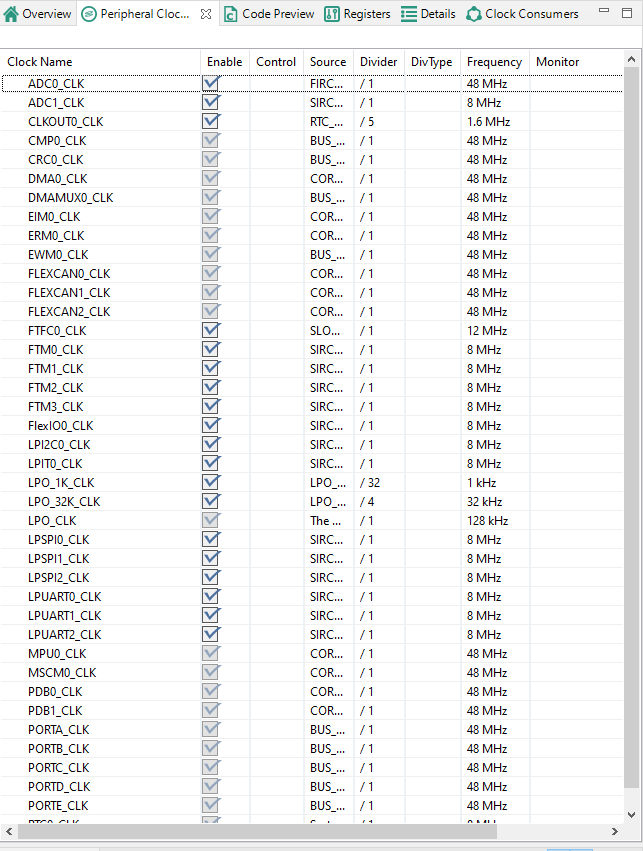 Overview Peripheral Cloc... Code Preview Registers Details Clock Consumers
Clock Name Enable Control Source Divider DivType Frequency Monitor
ADC0_CLK FIRC... / 1 48 MHz
ADC1_CLK SIRC... / 1 8 MHz
CLKOUT0_CLK RTC_... / 5 1.6 MHz
CMP0_CLK BUS_... / 1 48 MHz
CRC0_CLK BUS_... / 1 48 MHz
DMA0_CLK COR... / 1 48 MHz
DMAMUX0_CLK BUS_... / 1 48 MHz
EIM0_CLK COR... / 1 48 MHz
ERM0_CLK COR... / 1 48 MHz
EWM0_CLK BUS_... / 1 48 MHz
FLEXCAN0_CLK COR... / 1 48 MHz
FLEXCAN1_CLK COR... / 1 48 MHz
FLEXCAN2_CLK COR... / 1 48 MHz
FTFC0_CLK SLO... / 1 12 MHz
FTM0_CLK SIRC... / 1 8 MHz
FTM1_CLK SIRC... / 1 8 MHz
FTM2_CLK SIRC... / 1 8 MHz
FTM3_CLK SIRC... / 1 8 MHz
FlexIO0_CLK SIRC... / 1 8 MHz
LPI2C0_CLK SIRC... / 1 8 MHz
LPIT0_CLK SIRC... / 1 8 MHz
LPO_1K_CLK LPO_... / 32 1 kHz
LPO_32K_CLK LPO_... / 4 32 kHz
LPO_CLK The ... / 1 128 kHz
LPSPI0_CLK SIRC... / 1 8 MHz
LPSPI1_CLK SIRC... / 1 8 MHz
LPSPI2_CLK SIRC... / 1 8 MHz
LPUART0_CLK SIRC... / 1 8 MHz
LPUART1_CLK SIRC... / 1 8 MHz
LPUART2_CLK SIRC... / 1 8 MHz
MPU0_CLK COR... / 1 48 MHz
MSCM0_CLK COR... / 1 48 MHz
PDB0_CLK COR... / 1 48 MHz
PDB1_CLK COR... / 1 48 MHz
PORTA_CLK BUS_... / 1 48 MHz
PORTB_CLK BUS_... / 1 48 MHz
PORTC_CLK BUS_... / 1 48 MHz
PORTD_CLK BUS_... / 1 48 MHz
PORTE_CLK BUS_... / 1 48 MHz